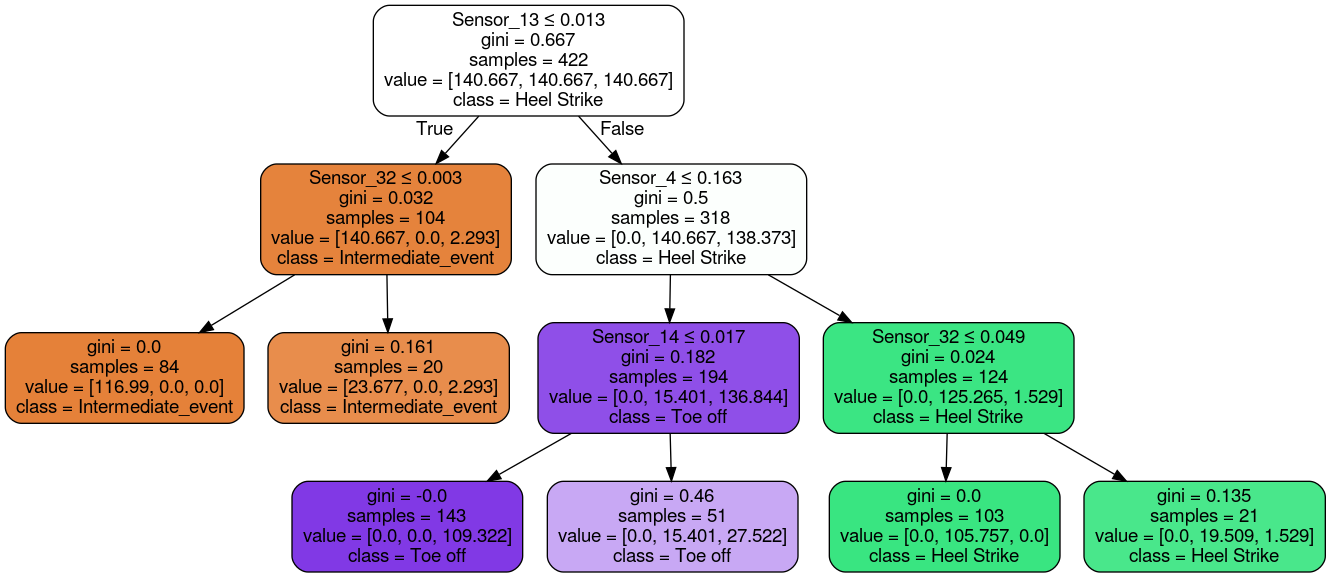 Sensor_13 ≤ 0.013
gini = 0.667
samples = 422
value = [140.667, 140.667, 140.667]
class = Heel Strike
True
False
Sensor_32 ≤ 0.003
gini = 0.032
samples = 104
value = [140.667, 0.0, 2.293]
class = Intermediate_event
Sensor_4 ≤ 0.163
gini = 0.5
samples = 318
value = [0.0, 140.667, 138.373]
class = Heel Strike
gini = 0.0
samples = 84
value = [116.99, 0.0, 0.0]
class = Intermediate_event
gini = 0.161
samples = 20
value = [23.677, 0.0, 2.293]
class = Intermediate_event
Sensor_14 ≤ 0.017
gini = 0.182
samples = 194
value = [0.0, 15.401, 136.844]
class = Toe off
Sensor_32 ≤ 0.049
gini = 0.024
samples = 124
value = [0.0, 125.265, 1.529]
class = Heel Strike
gini = -0.0
samples = 143
value = [0.0, 0.0, 109.322]
class = Toe off
gini = 0.46
samples = 51
value = [0.0, 15.401, 27.522]
class = Toe off
gini = 0.0
samples = 103
value = [0.0, 105.757, 0.0]
class = Heel Strike
gini = 0.135
samples = 21
value = [0.0, 19.509, 1.529]
class = Heel Strike